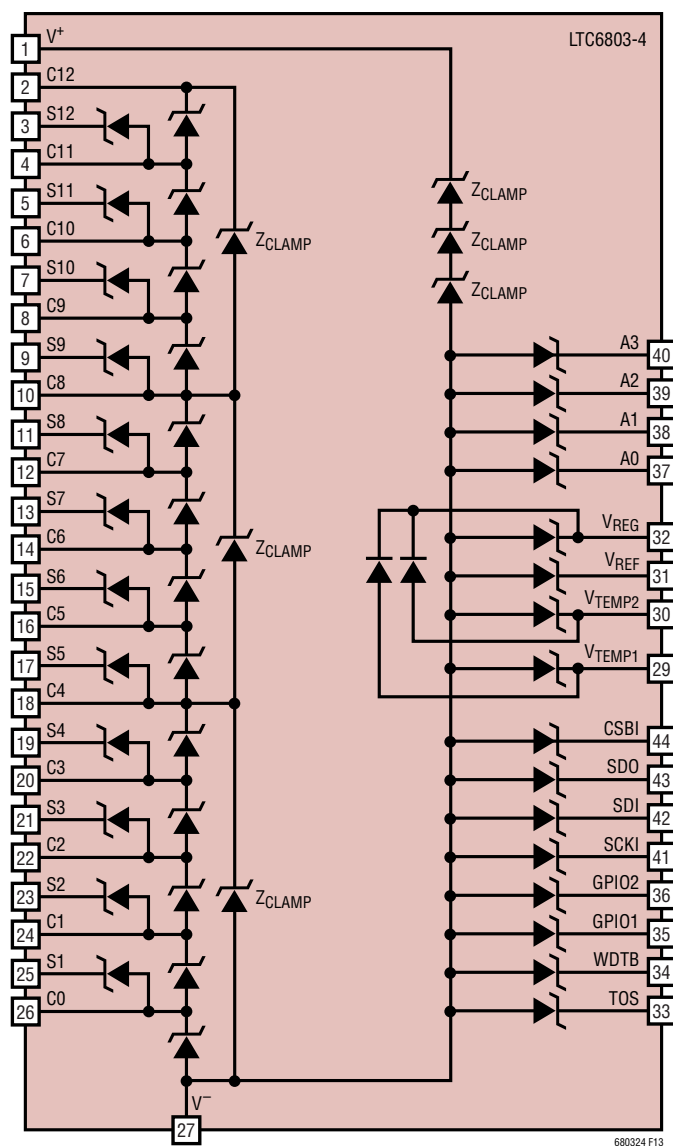 LTC6803-4
1 V+
2 C12
3 S12
4 C11
5 S11
6 C10
7 S10
8 C9
9 S9
10 C8
11 S8
12 C7
13 S7
14 C6
15 S6
16 C5
17 S5
18 C4
19 S4
20 C3
21 S3
22 C2
23 S2
24 C1
25 S1
26 C0
V−
27
ZCLAMP
ZCLAMP
ZCLAMP
ZCLAMP
ZCLAMP
ZCLAMP
A3 40
A2 39
A1 38
A0 37
VREG 32
VREF 31
VTEMP2 30
VTEMP1 29
CSBI 44
SDO 43
SDI 42
SCKI 41
GPIO2 36
GPIO1 35
WDTB 34
TOS 33
680324 F13